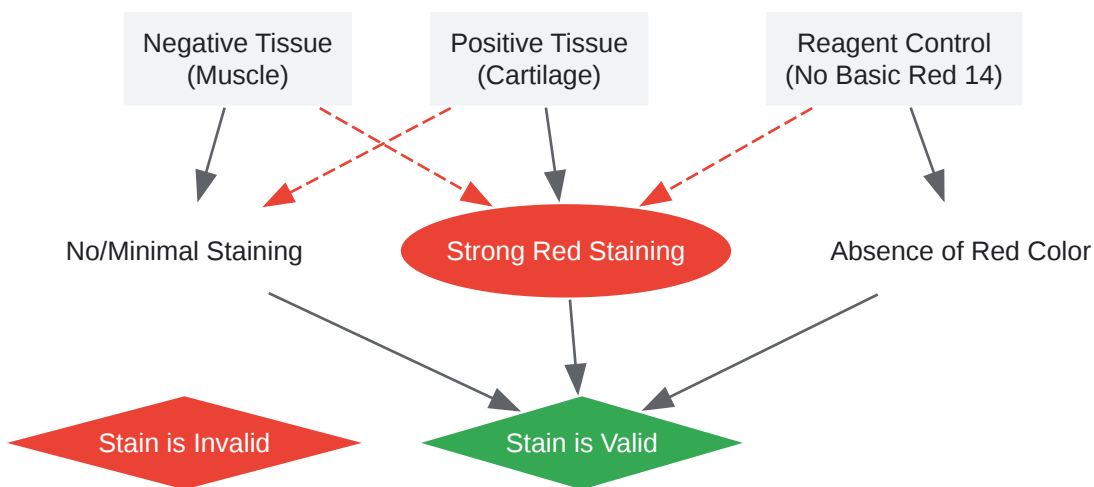 Negative Tissue
(Muscle)
Positive Tissue
(Cartilage)
Reagent Control
(No Basic Red 14)
No/Minimal Staining
Strong Red Staining
Absence of Red Color
Stain is Invalid
Stain is Valid